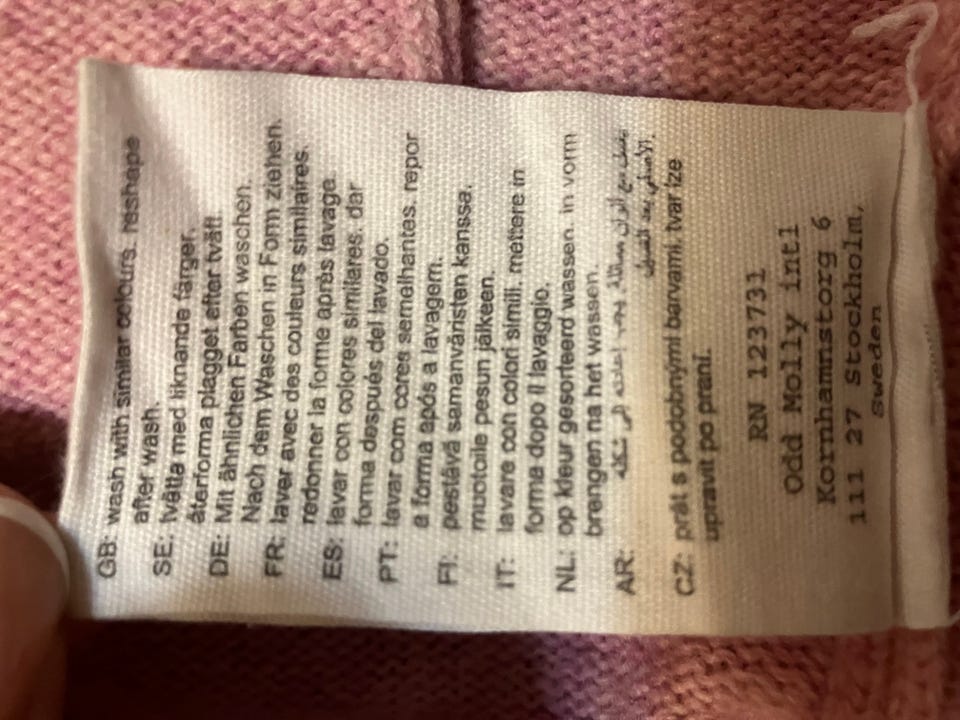 GB: wash with similar colours. reshape
after wash.
SE: tvätta med liknande färger.
återforma plagget efter tvätt.
DE: Mit ähnlichen Farben waschen.
Nach dem Waschen in Form ziehen.
FR: laver avec des couleurs similaires.
redonner la forme après lavage.
ES: lavar con colores similares. dar
forma después del lavado.
PT: lavar com cores semelhantes. repor
a forma após a lavagem.
FI: pestävä samanväristen kanssa.
muotoile pesun jälkeen.
IT: lavare con colori simili. mettere in
forma dopo il lavaggio.
NL: op kleur gesorteerd wassen. in vorm
brengen na het wassen.
AR:
CZ: prát s podobnými barvami. tvar lze
upravit po praní.
RN 123731
Odd Molly int1
Kornhamnstorg 6
111 27 Stockholm,
Sweden